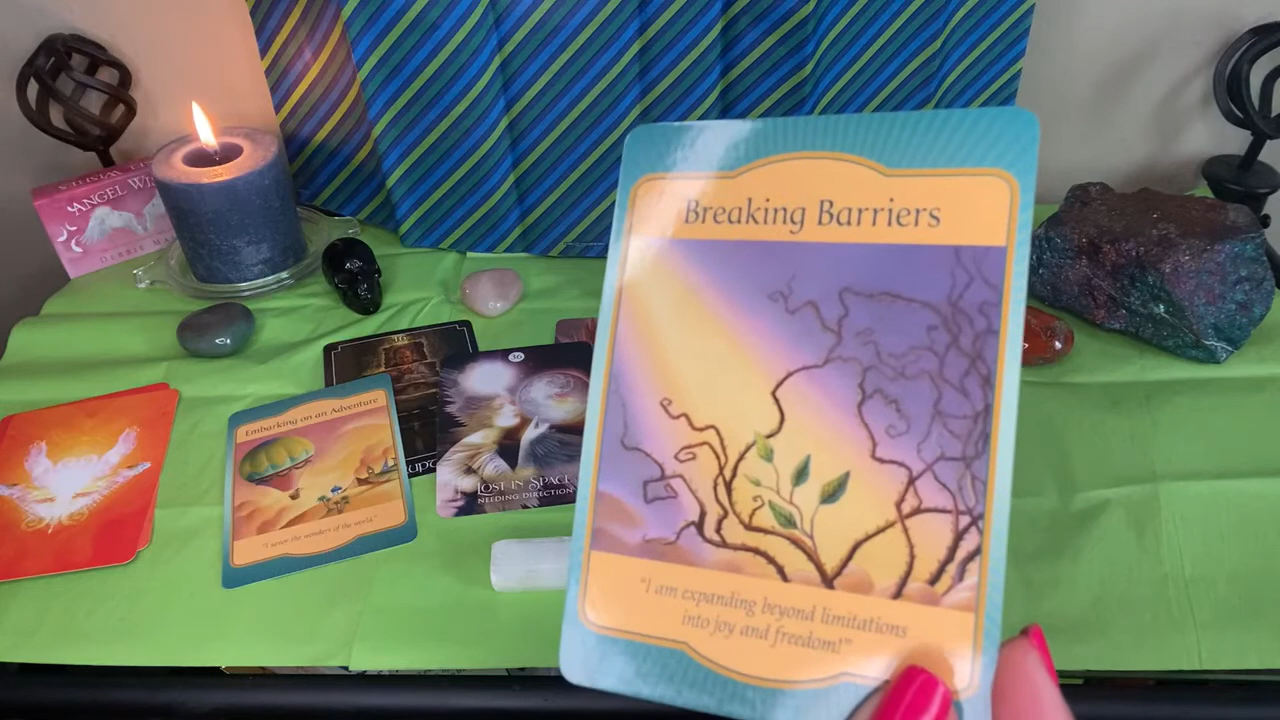 Breaking Barriers
"I am expanding beyond limitations
into joy and freedom!"
Embarking on an Adventure
"I savor the wonders of the world."
36
LOST IN SPACE
NEEDING DIRECTION
16
ANGEL